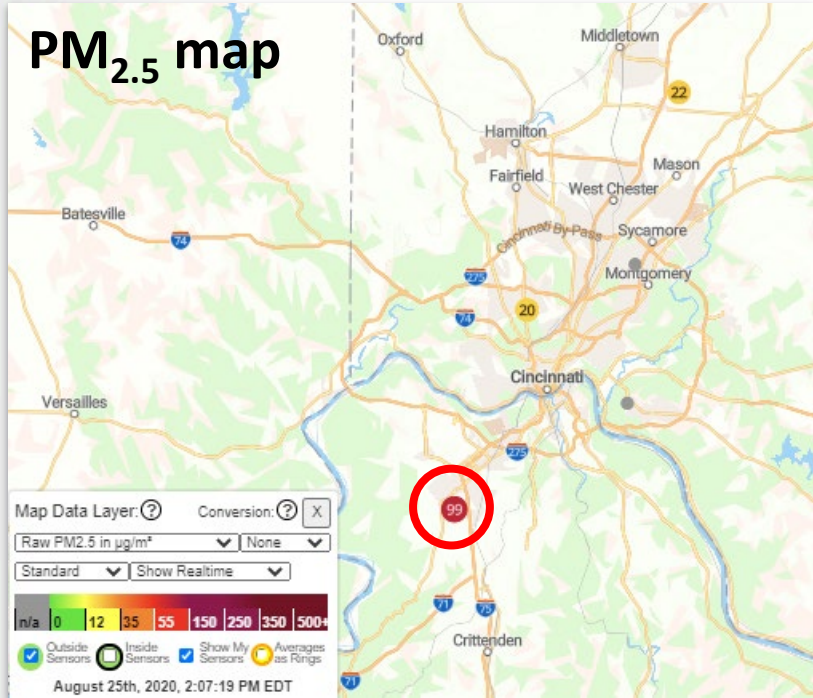 PM2.5 map
Oxford
Middletown
22
Hamilton
Mason
Fairfield
West Chester
Batesville
74
Cincinnati By-Pass
Sycamore
275
Montgomery
74
20
Cincinnati
Versailles
275
99
Map Data Layer: ? Conversion: ? X
Raw PM2.5 in µg/m³ None
Standard Show Realtime
n/a 0 12 35 55 150 250 350 500+
Outside Sensors Inside Sensors Show My Sensors Averages as Rings
August 25th, 2020, 2:07:19 PM EDT
71
75
Crittenden
71